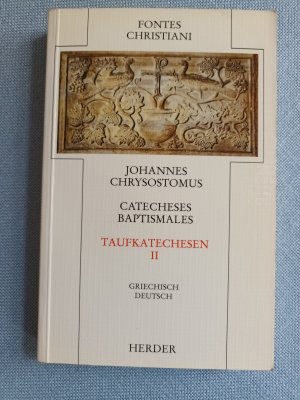 FONTES
CHRISTIANI
JOHANNES
CHRYSOSTOMUS
CATECHESES
BAPTISMALES
TAUFKATECHESEN
II
GRIECHISCH
DEUTSCH
HERDER